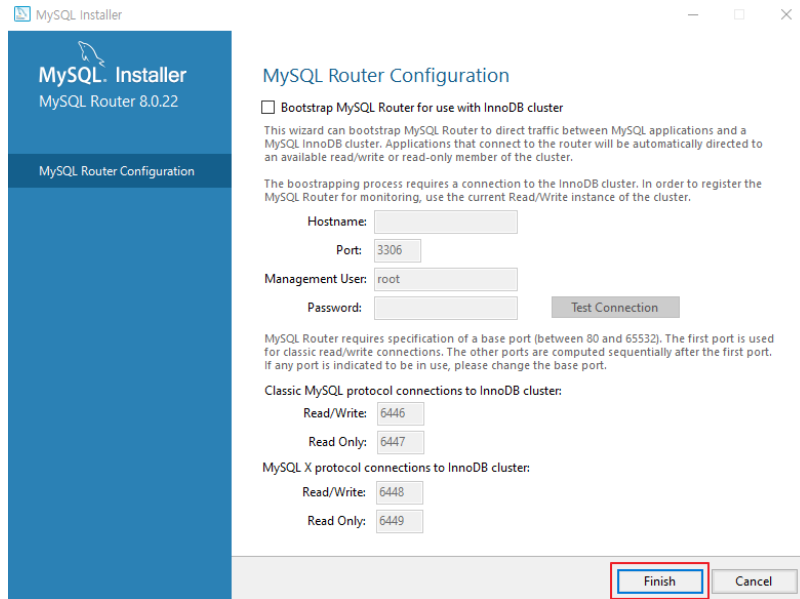 MySQL Installer
MySQL. Installer
MySQL Router 8.0.22
MySQL Router Configuration
MySQL Router Configuration
Bootstrap MySQL Router for use with InnoDB cluster
This wizard can bootstrap MySQL Router to direct traffic between MySQL applications and a
MySQL InnoDB cluster. Applications that connect to the router will be automatically directed to
an available read/write or read-only member of the cluster.
The boostrapping process requires a connection to the InnoDB cluster. In order to register the
MySQL Router for monitoring, use the current Read/Write instance of the cluster.
Hostname:
Port: 3306
Management User: root
Password:
Test Connection
MySQL Router requires specification of a base port (between 80 and 65532). The first port is used
for classic read/write connections. The other ports are computed sequentially after the first port.
If any port is indicated to be in use, please change the base port.
Classic MySQL protocol connections to InnoDB cluster:
Read/Write: 6446
Read Only: 6447
MySQL X protocol connections to InnoDB cluster:
Read/Write: 6448
Read Only: 6449
Finish
Cancel